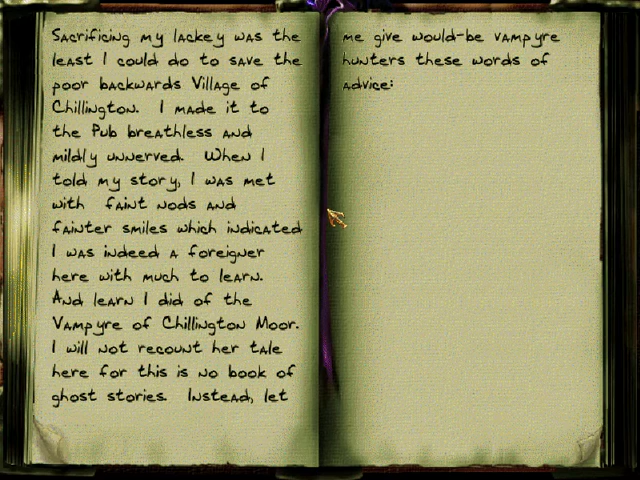 Sacrificing my lackey was the
least I could do to save the
poor backwards Village of
Chillington. I made it to
the Pub breathless and
mildly unnerved. When I
told my story, I was met
with faint nods and
fainter smiles which indicated
I was indeed a foreigner
here with much to learn.
And learn I did of the
Vampyre of Chillington Moor.
I will not recount her tale
here for this is no book of
ghost stories. Instead, let
me give would-be vampyre
hunters these words of
advice: